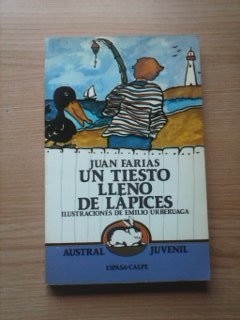 JUAN FARIAS
UN TIESTO
LLENO
DE LAPICES
ILUSTRACIONES DE EMILIO URBERUAGA
AUSTRAL JUVENIL
ESPASA-CALPE